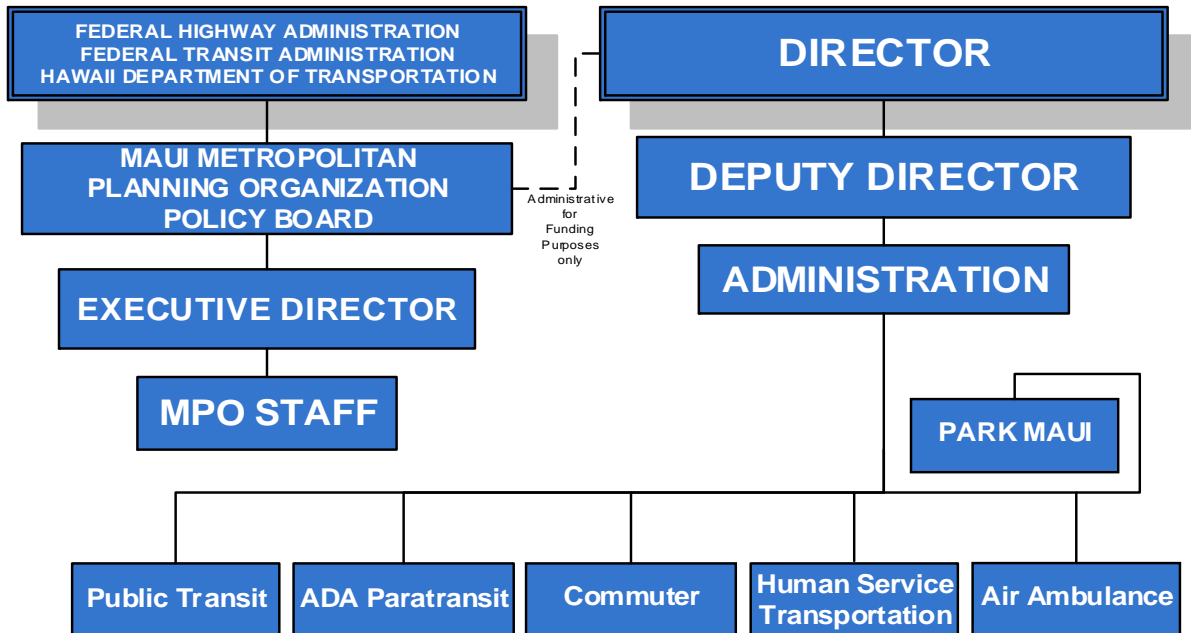 FEDERAL HIGHWAY ADMINISTRATION
FEDERAL TRANSIT ADMINISTRATION
HAWAII DEPARTMENT OF TRANSPORTATION
DIRECTOR
MAUI METROPOLITAN
PLANNING ORGANIZATION
POLICY BOARD
Administrative
for
Funding
Purposes
only
DEPUTY DIRECTOR
ADMINISTRATION
EXECUTIVE DIRECTOR
MPO STAFF
PARK MAUI
Public Transit
ADA Paratransit
Commuter
Human Service
Transportation
Air Ambulance